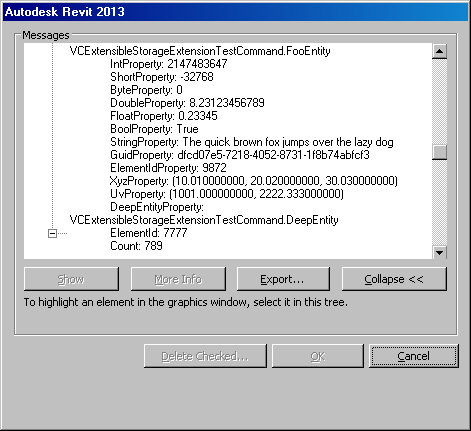 Autodesk Revit 2013
Messages
VCExtensibleStorageExtensionTestCommand.FooEntity
IntProperty: 2147483647
ShortProperty: -32768
ByteProperty: 0
DoubleProperty: 8.23123456789
FloatProperty: 0.23345
BoolProperty: True
StringProperty: The quick brown fox jumps over the lazy dog
GuidProperty: dfcd07e5-7218-4052-8731-1f8b74abfcf3
ElementIdProperty: 9872
XyzProperty: (10.010000000, 20.020000000, 30.030000000)
UvProperty: (1001.000000000, 2222.333000000)
DeepEntityProperty:
VCExtensibleStorageExtensionTestCommand.DeepEntity
ElementId: 7777
Count: 789
Show More Info Export... Collapse <<
To highlight an element in the graphics window, select it in this tree.
Delete Checked... OK Cancel